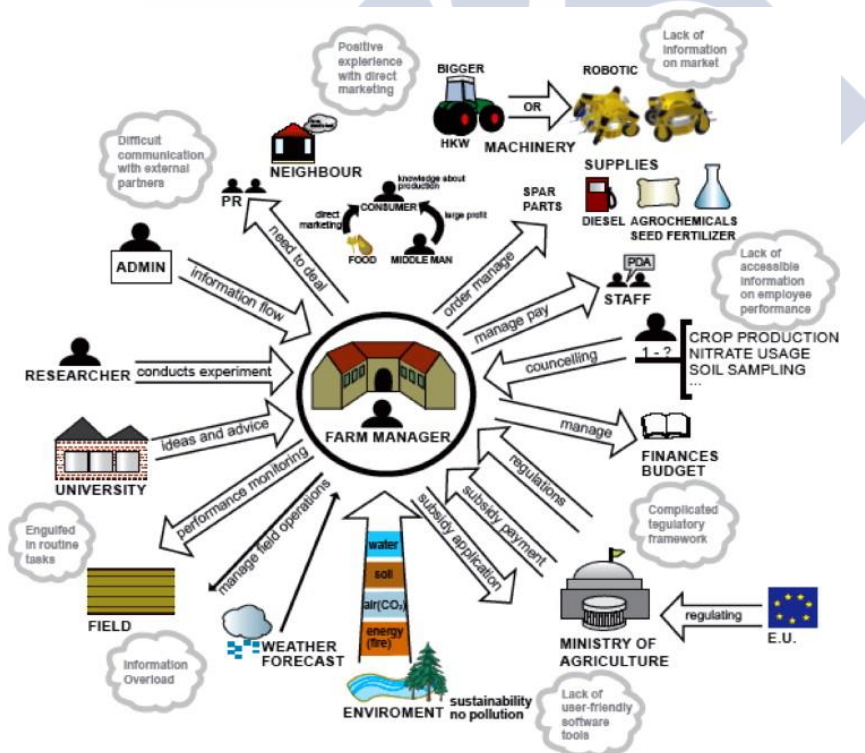 Positive
explerience
with direct
marketing
BIGGER
HKW
OR
MACHINERY
ROBOTIC
Lack of
information
on market
Difficult
communication
with external
partners
NEIGHBOUR
PR
need to deal
knowledge about
production
CONSUMER
direct
marketing
large profit
FOOD
MIDDLE MAN
SPAR
PARTS
SUPPLIES
DIESEL
AGROCHEMICALS
SEED FERTILIZER
order manage
PDA
STAFF
manage pay
Lack of
accessible
Information
on employee
performance
ADMIN
information flow
councelling
1 - ?
CROP PRODUCTION
NITRATE USAGE
SOIL SAMPLING
...
RESEARCHER
conducts experiment
FARM MANAGER
manage
FINANCES
BUDGET
UNIVERSITY
ideas and advice
performance monitoring
manage field operations
regulations
subsidy payment
subsidy application
Complicated
tegulatory
framework
Engulfed
in routine
tasks
FIELD
Information
Overload
WEATHER
FORECAST
water
soil
air(CO₂)
energy
(fire)
ENVIROMENT
sustainability
no pollution
MINISTRY OF
AGRICULTURE
regulating
E.U.
Lack of
user-friendly
software
tools